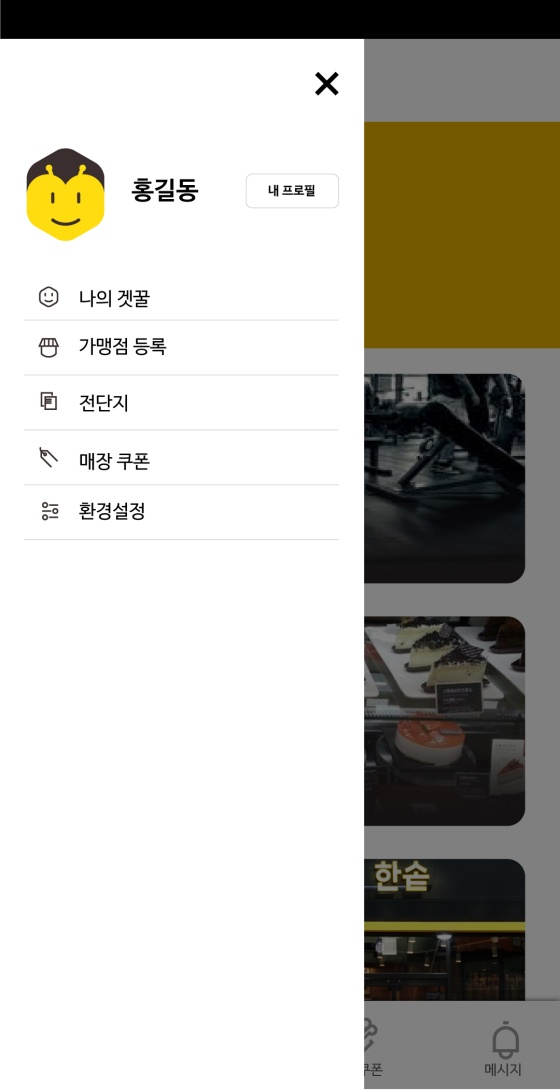 홍길동
내 프로필
나의 겟꿀
가맹점 등록
전단지
매장 쿠폰
환경설정
한솥
쿠폰
메시지